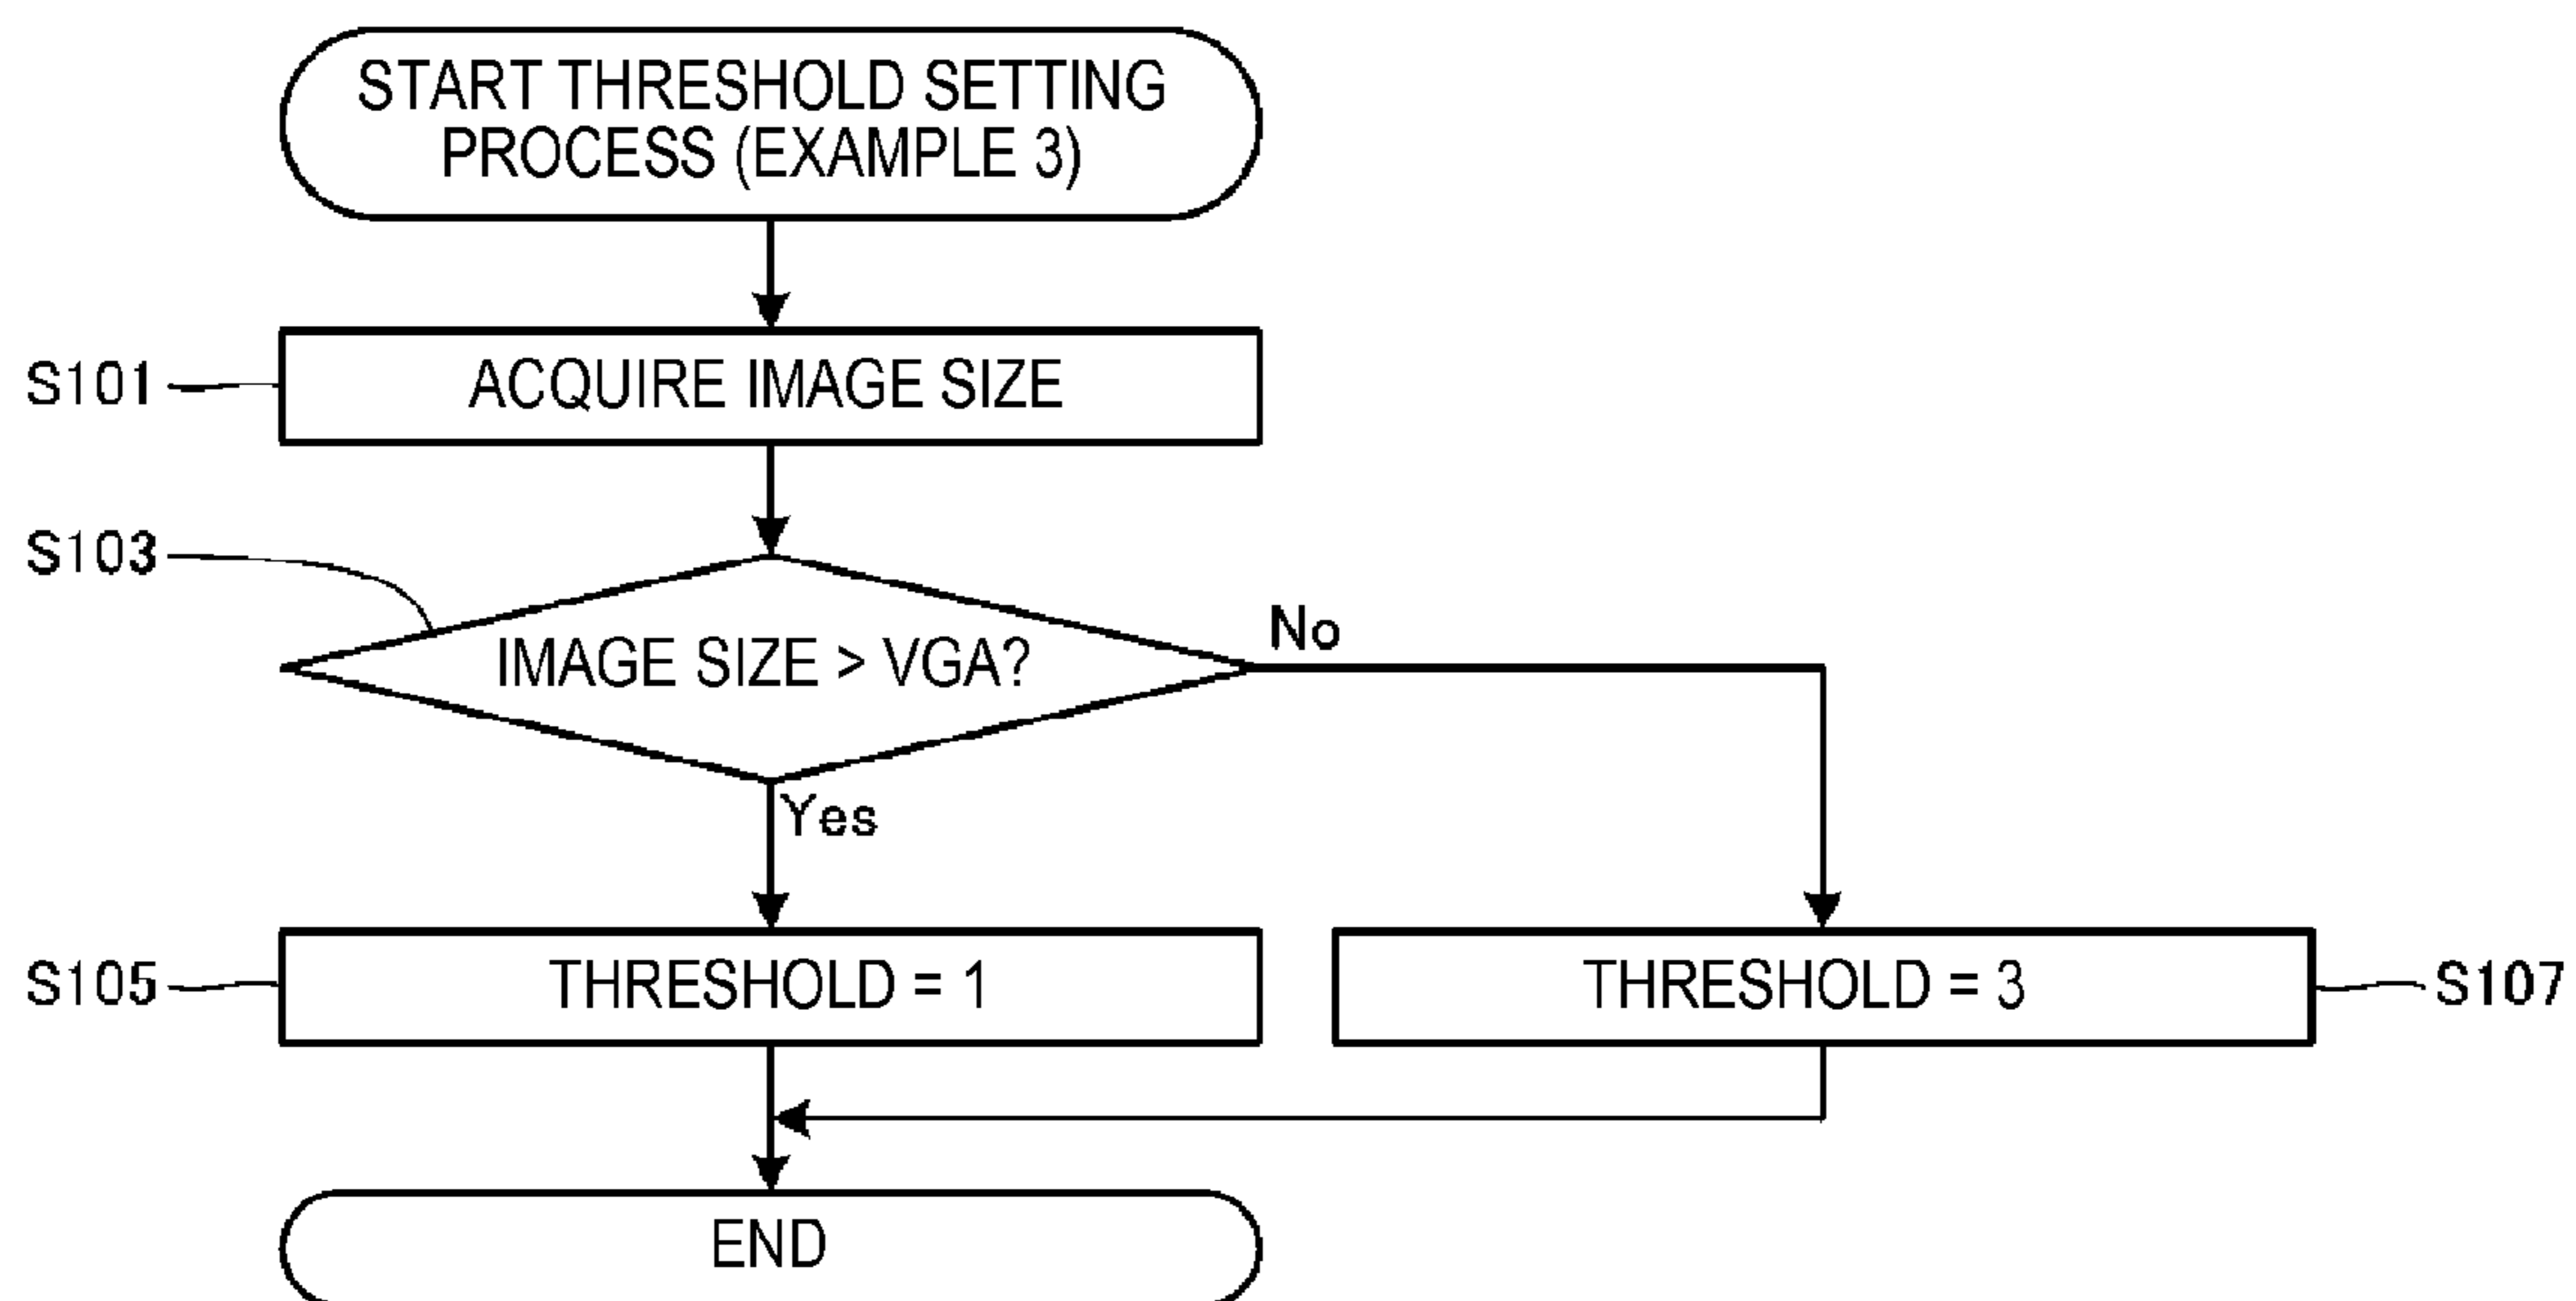 START THRESHOLD SETTING
PROCESS (EXAMPLE 3)
S101
ACQUIRE IMAGE SIZE
S103
IMAGE SIZE > VGA?
No
Yes
S105
THRESHOLD = 1
THRESHOLD = 3
S107
END